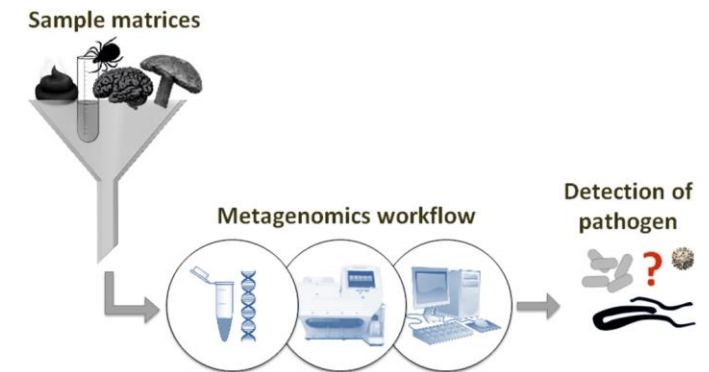 Sample matrices
Metagenomics workflow
Detection of
pathogen
?